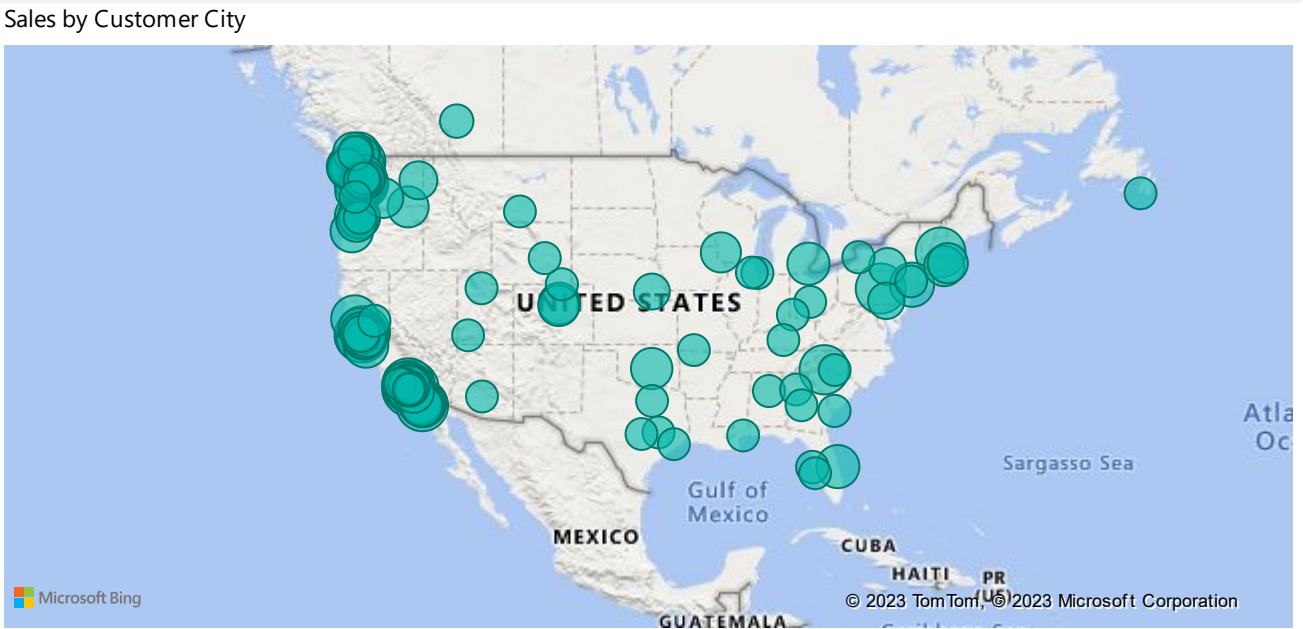 Sales by Customer City
UNITED STATES
Atla
Oc
Sargasso Sea
Gulf of
Mexico
MEXICO
CUBA
HAITI
PR
(US)
Microsoft Bing
© 2023 TomTom, © 2023 Microsoft Corporation
GUATEMALA